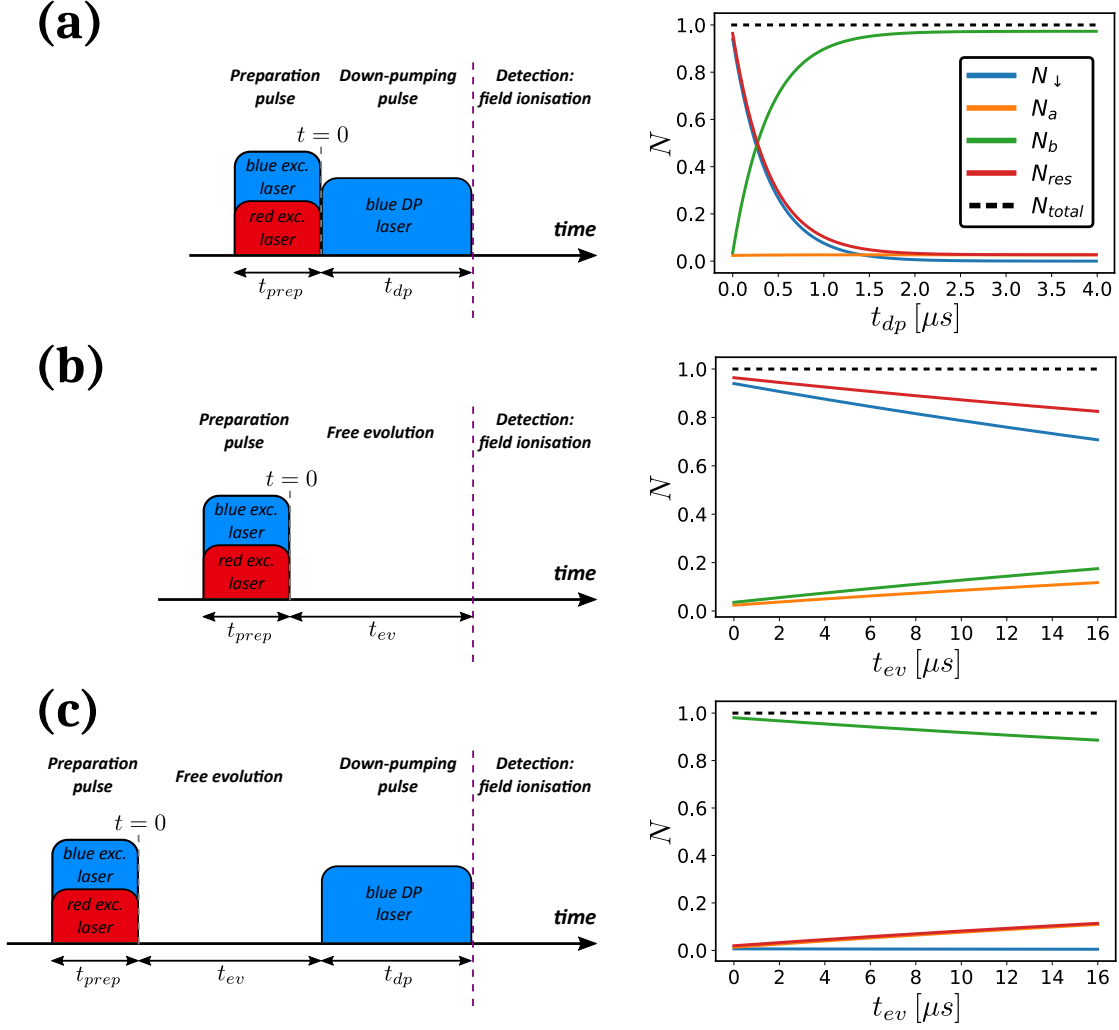 (a)
Preparation
pulse
Down-pumping
pulse
Detection:
field ionisation
t = 0
blue exc.
laser
red exc.
laser
blue DP
laser
time
t_prep
t_dp
N
1.0
0.8
0.6
0.4
0.2
0.0
N_↓
N_a
N_b
N_res
N_total
0.0 0.5 1.0 1.5 2.0 2.5 3.0 3.5 4.0
t_dp [μs]
(b)
Preparation
pulse
Free evolution
Detection:
field ionisation
t = 0
blue exc.
laser
red exc.
laser
time
t_prep
t_ev
N
1.0
0.8
0.6
0.4
0.2
0.0
0 2 4 6 8 10 12 14 16
t_ev [μs]
(c)
Preparation
pulse
Free evolution
Down-pumping
pulse
Detection:
field ionisation
t = 0
blue exc.
laser
red exc.
laser
blue DP
laser
time
t_prep
t_ev
t_dp
N
1.0
0.8
0.6
0.4
0.2
0.0
0 2 4 6 8 10 12 14 16
t_ev [μs]